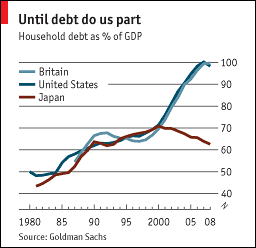 Until debt do us part
Household debt as % of GDP
Britain
United States
Japan
100
90
80
70
60
50
40
1980 85 90 95 2000 05 08
Source: Goldman Sachs